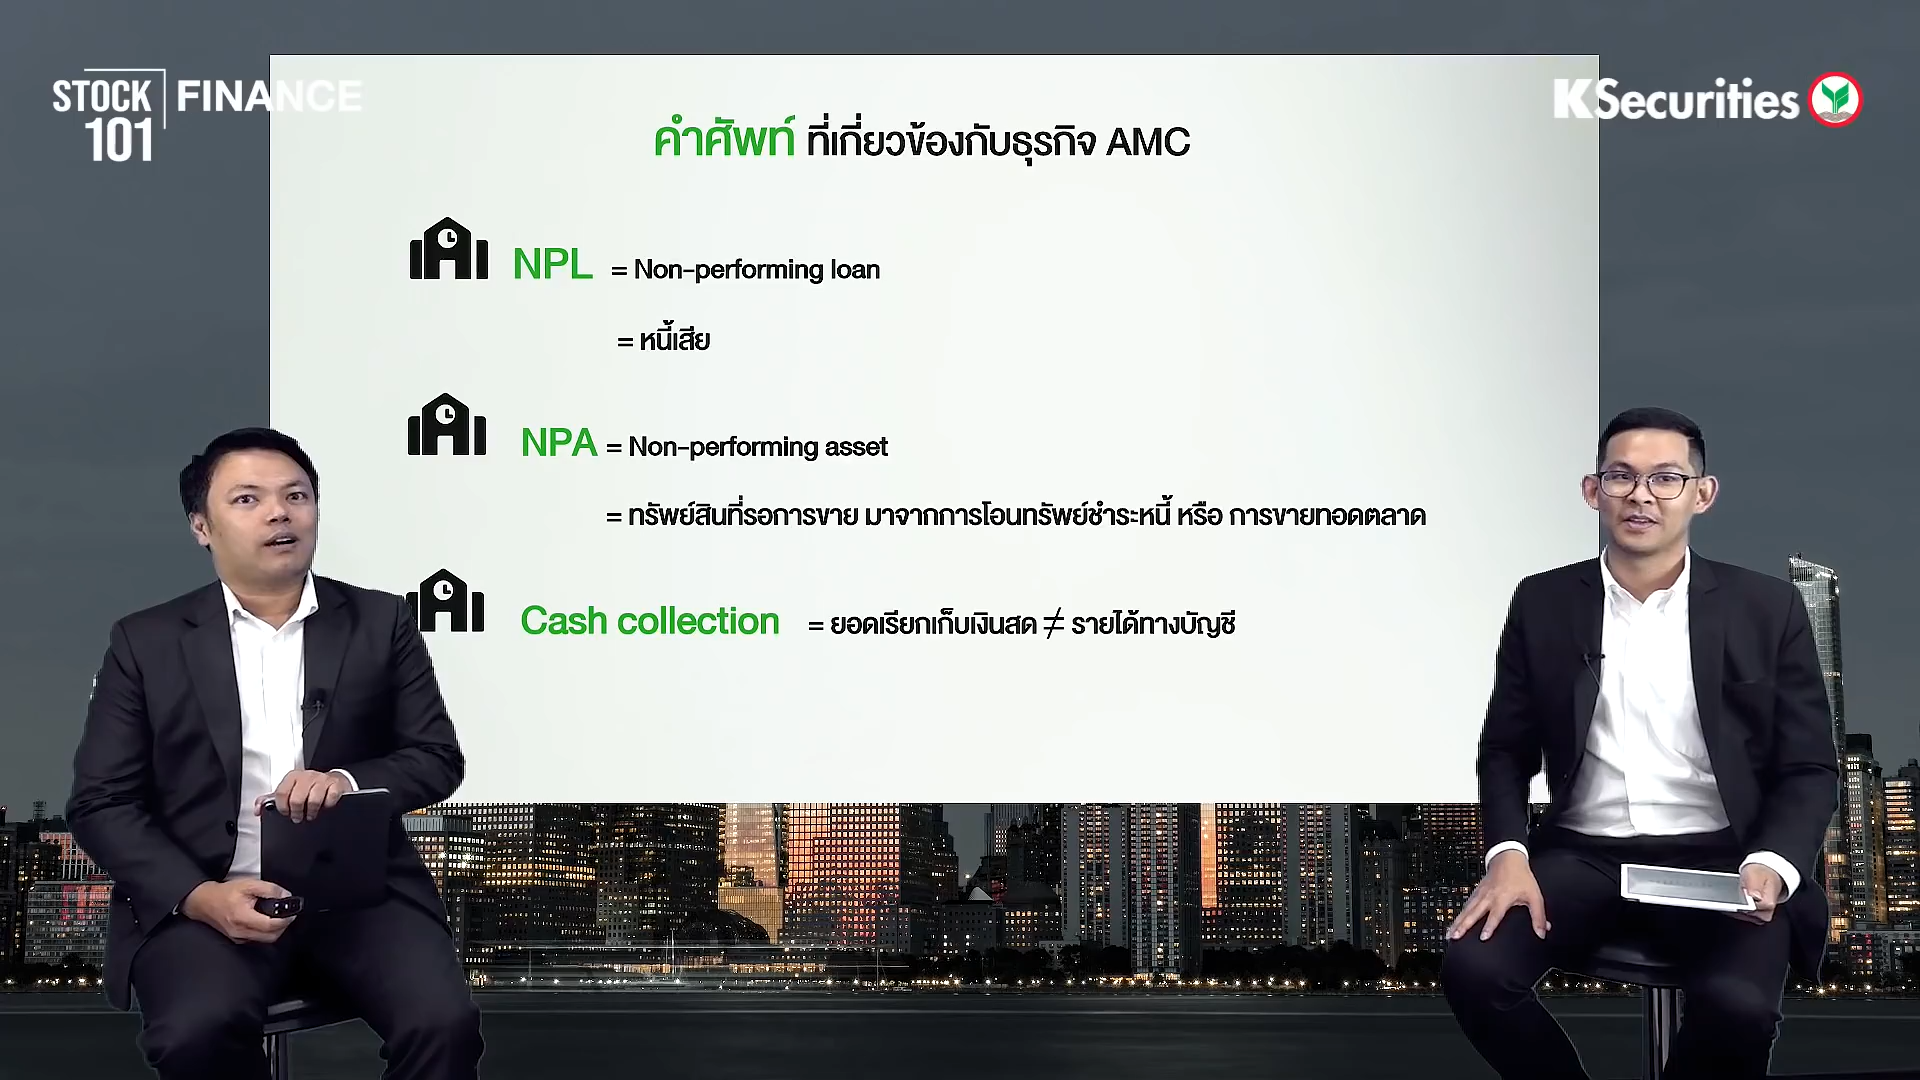 STOCK 101 FINANCE
KSecurities
คำศัพท์ ที่เกี่ยวข้องกับธุรกิจ AMC
NPL = Non-performing loan
= หนี้เสีย
NPA = Non-performing asset
= ทรัพย์สินที่รอการขาย มาจากการโอนทรัพย์ชำระหนี้ หรือ การขายทอดตลาด
Cash collection = ยอดเรียกเก็บเงินสด ≠ รายได้ทางบัญชี